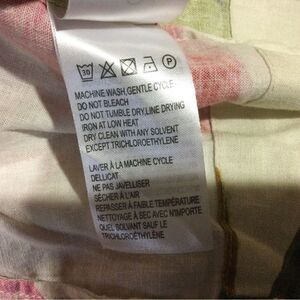 30
P
MACHINE WASH, GENTLE CYCLE
DO NOT BLEACH
DO NOT TUMBLE DRY, LINE DRYING
IRON AT LOW HEAT
DRY CLEAN WITH ANY SOLVENT
EXCEPT TRICHLOROETHYLENE
LAVER À LA MACHINE CYCLE
DELLICAT
NE PAS JAVELLISER
SÉCHER À L'AIR
REPASSER À FAIBLE TEMPÉRATURE
NETTOYAGE À SEC AVEC N'IMPORTE
QUEL SOLVANT SAUF LE
TRICHLOROÉTHYLÈNE